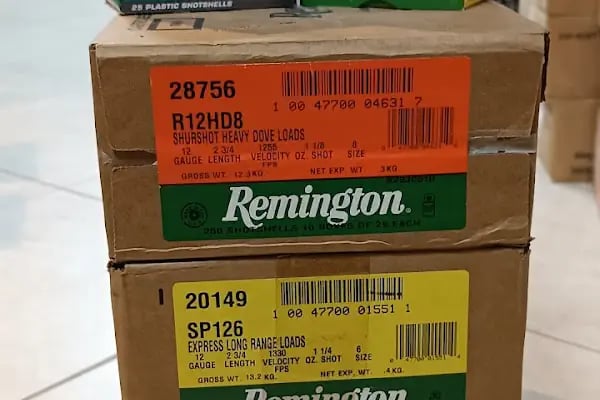 25 PLASTIC SHOTSHELLS
28756
1 00 47700 04631 7
R12HD8
SHURSHOT HEAVY DOVE LOADS
12 2 3/4 1255 1 1/8 8
GAUGE LENGTH VELOCITY OZ. SHOT SIZE
FPS
GROSS WT. 12.3 KG NET EXP. WT .3 KG
Remington®
250 SHOTSHELLS 10 BOXES OF 25 EACH
20149
1 00 47700 01551 1
SP126
EXPRESS LONG RANGE LOADS
12 2 3/4 1330 1 1/4 6
GAUGE LENGTH VELOCITY OZ. SHOT SIZE
FPS
GROSS WT. 13.2 KG. NET EXP. WT. .4 KG.
Remington